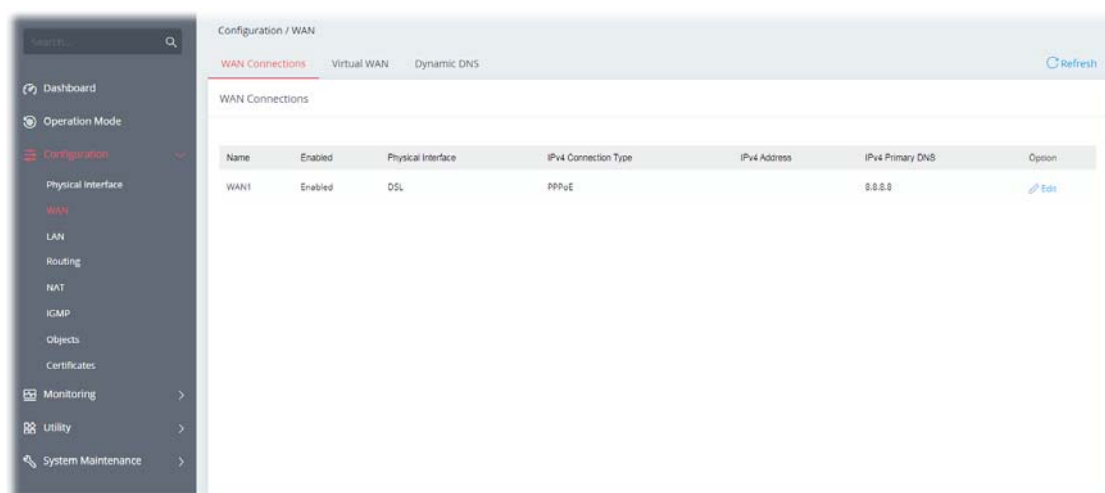 Search...
Dashboard
Operation Mode
Configuration
Physical Interface
WAN
LAN
Routing
NAT
IGMP
Objects
Certificates
Monitoring
Utility
System Maintenance
Configuration / WAN
WAN Connections Virtual WAN Dynamic DNS Refresh
WAN Connections
Name Enabled Physical Interface IPv4 Connection Type IPv4 Address IPv4 Primary DNS Option
WAN1 Enabled DSL PPPoE 8.8.8.8 Edit